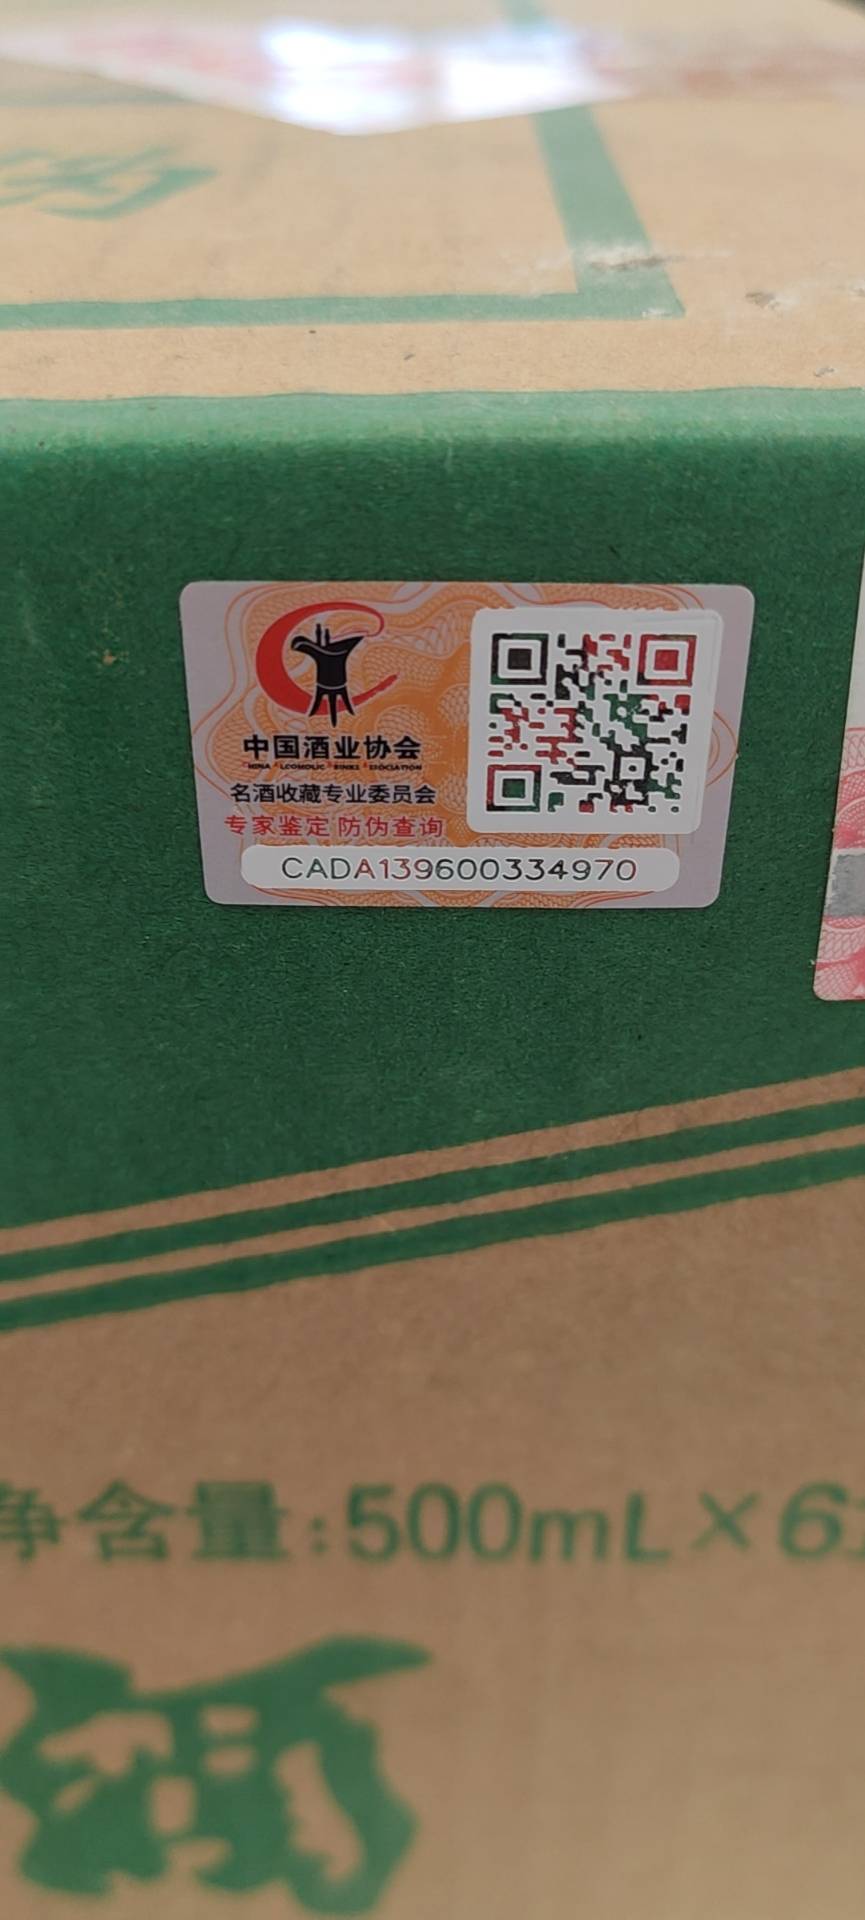 中国酒业协会
名酒收藏专业委员会
专家鉴定 防伪查询
CADA139600334970
净含量:500mL×6